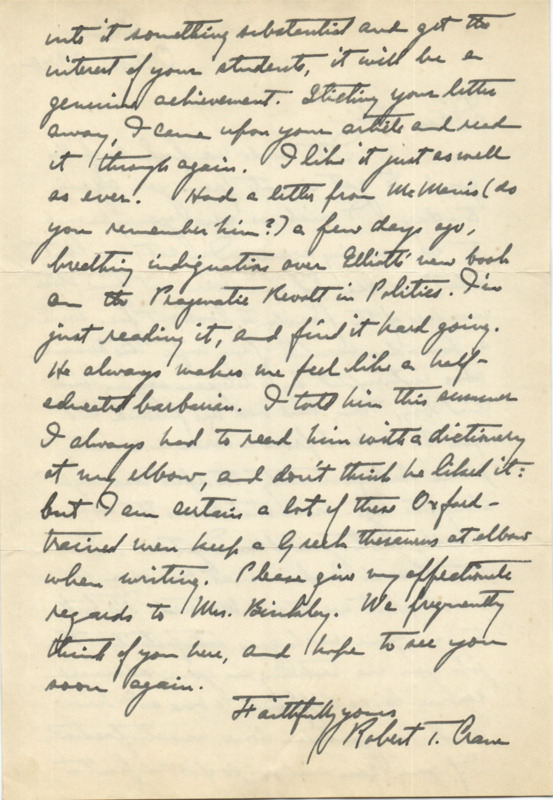 into it something substantial and get the
interest of your students, it will be a
genuine achievement. Sticking your letter
away, I came upon your article and read
it through again. I like it just as well
as ever. Had a letter from McManis (do
you remember him?) a few days ago,
breathing indignation over Elliott's new book
on the Pragmatic Revolt in Politics. I'm
just reading it, and find it hard going.
He always makes me feel like a half-
educated barbarian. I told him this summer
I always had to read him with a dictionary
at my elbow, and don't think he liked it:
but I am certain a lot of these Oxford-
trained men keep a Greek thesaurus at elbow
when writing. Please give my affectionate
regards to Mrs. Binkley. We frequently
think of you here, and hope to see you
soon again.
Faithfully yours
Robert T. Crane